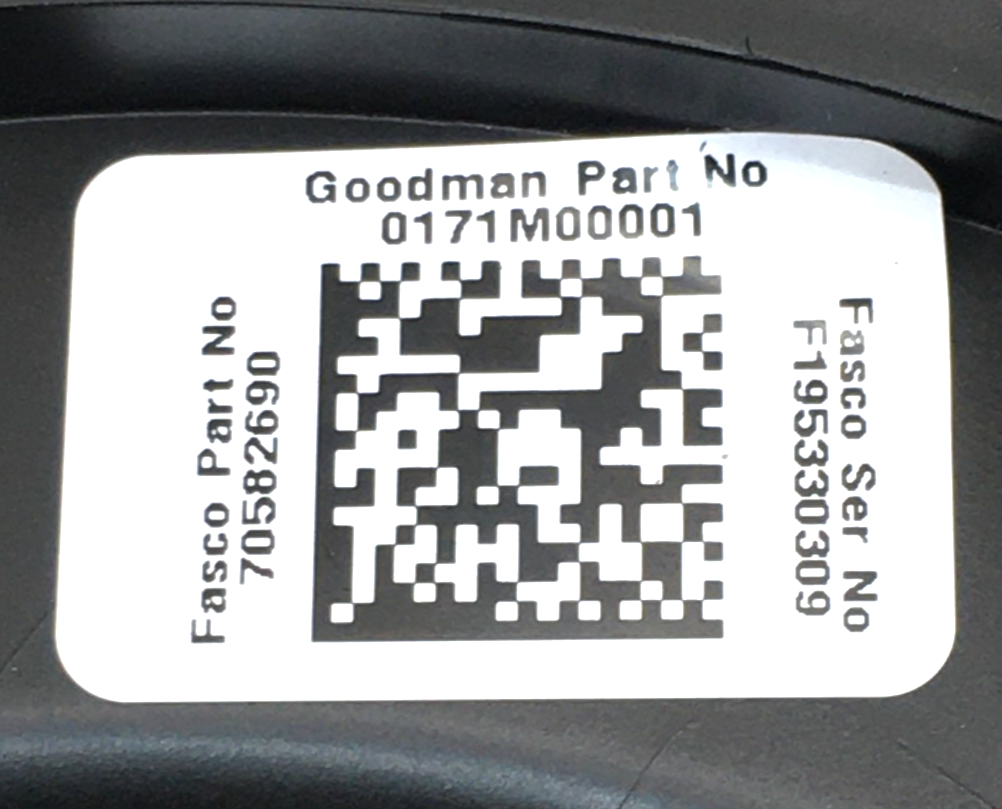 Goodman Part No
0171M00001
Fasco Part No
70582690
Fasco Ser No
F195330309